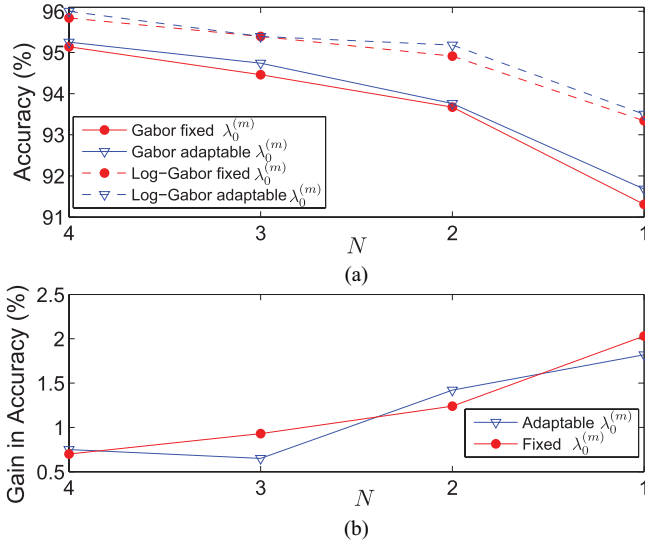 96
95
94
93
92
91
Accuracy (%)
Gabor fixed λ₀⁽ᵐ⁾
Gabor adaptable λ₀⁽ᵐ⁾
Log−Gabor fixed λ₀⁽ᵐ⁾
Log−Gabor adaptable λ₀⁽ᵐ⁾
4 3 2 1
N
(a)
2.5
2
1.5
1
0.5
Gain in Accuracy (%)
Adaptable λ₀⁽ᵐ⁾
Fixed λ₀⁽ᵐ⁾
4 3 2 1
N
(b)